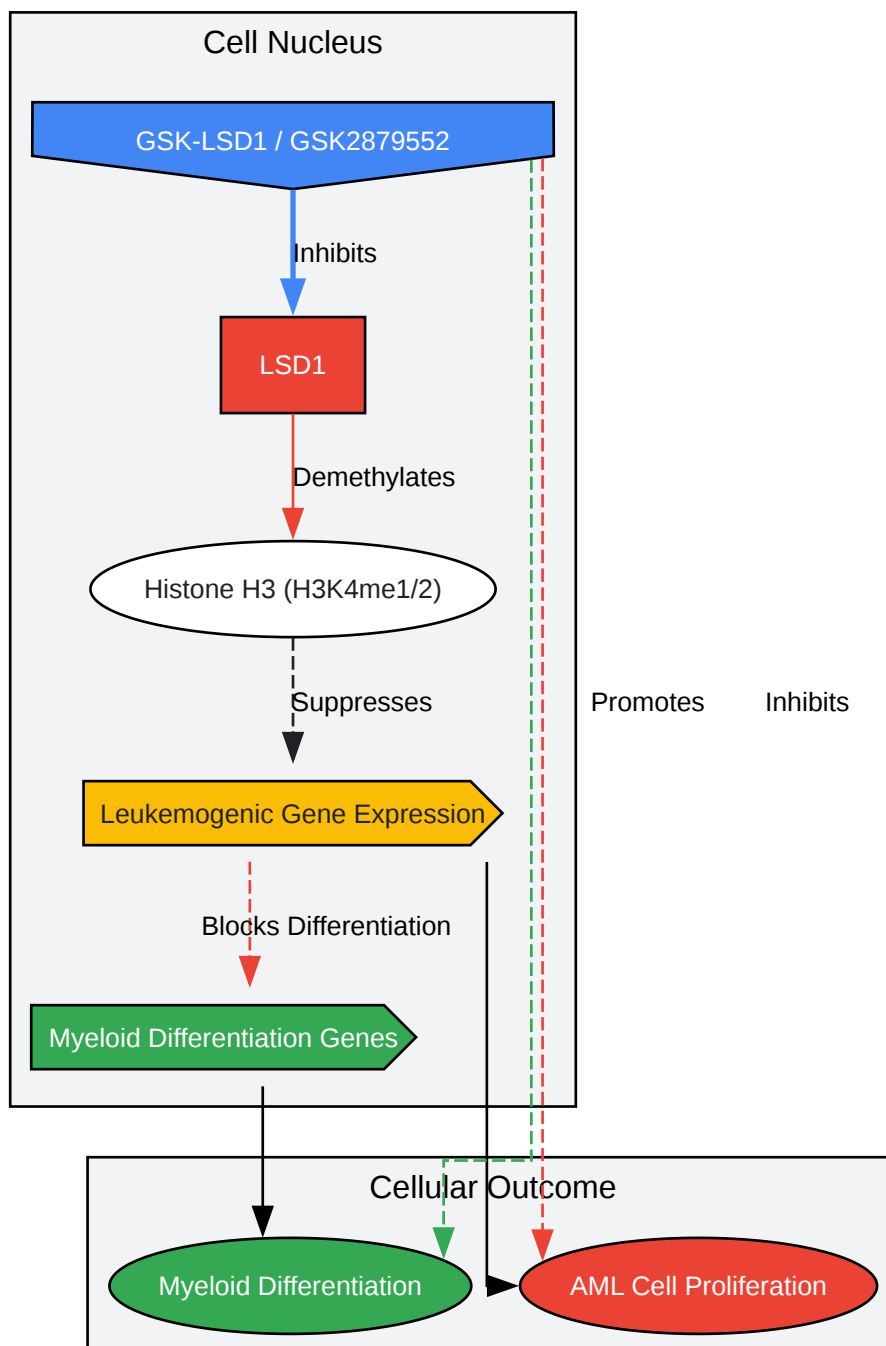 Cell Nucleus
GSK-LSD1 / GSK2879552
Inhibits
LSD1
Demethylates
Histone H3 (H3K4me1/2)
Suppresses
Promotes
Inhibits
Leukemogenic Gene Expression
Blocks Differentiation
Myeloid Differentiation Genes
Cellular Outcome
Myeloid Differentiation
AML Cell Proliferation